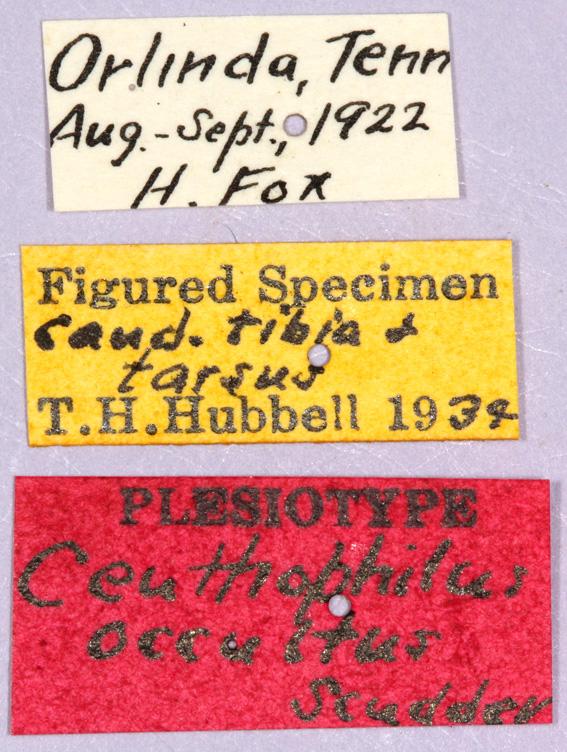 Orlinda, Tenn
Aug.-Sept., 1922
H. Fox
Figured Specimen
caud. tibia &
tarsus
T.H.Hubbell 1934
PLESIOTYPE
Ceuthophilus
occultus
Scudder